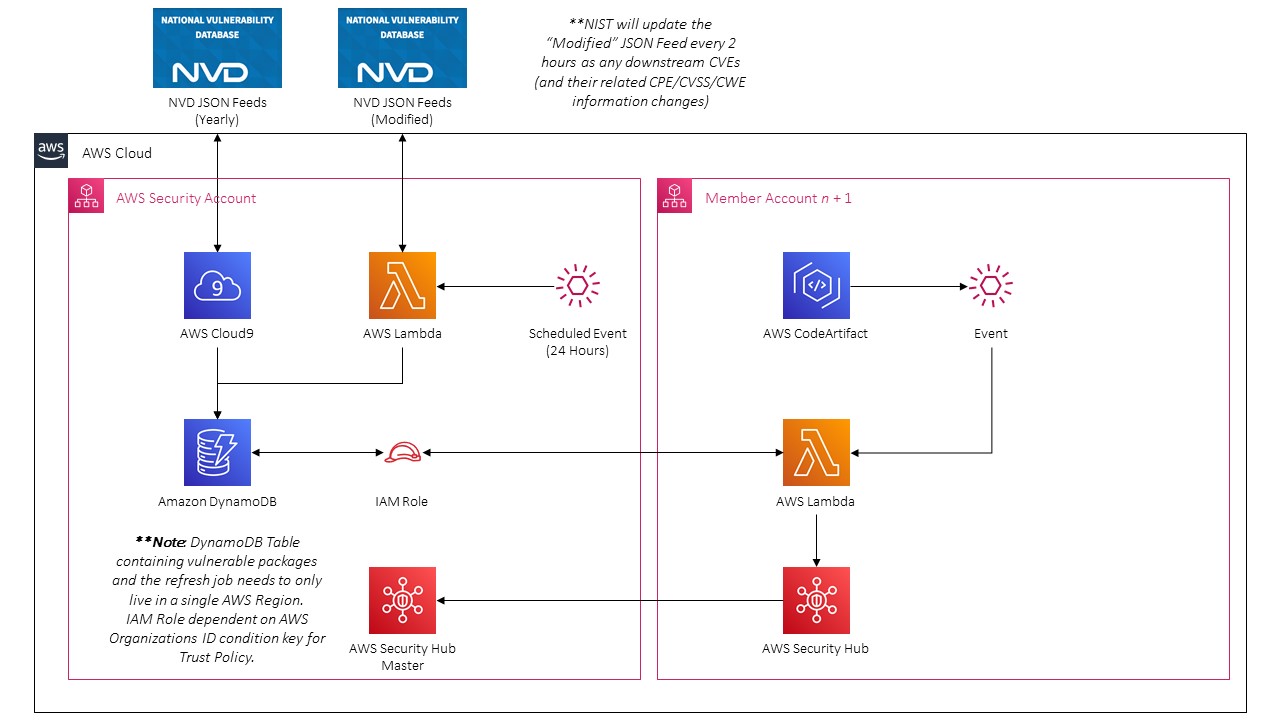 NATIONAL VULNERABILITY
DATABASE
NVD
NVD JSON Feeds
(Yearly)
NATIONAL VULNERABILITY
DATABASE
NVD
NVD JSON Feeds
(Modified)
**NIST will update the
“Modified” JSON Feed every 2
hours as any downstream CVEs
(and their related CPE/CVSS/CWE
information changes)
aws
AWS Cloud
AWS Security Account
Member Account n + 1
9
AWS Cloud9
AWS Lambda
Scheduled Event
(24 Hours)
AWS CodeArtifact
Event
Amazon DynamoDB
IAM Role
AWS Lambda
**Note: DynamoDB Table
containing vulnerable packages
and the refresh job needs to only
live in a single AWS Region.
IAM Role dependent on AWS
Organizations ID condition key for
Trust Policy.
AWS Security Hub
Master
AWS Security Hub